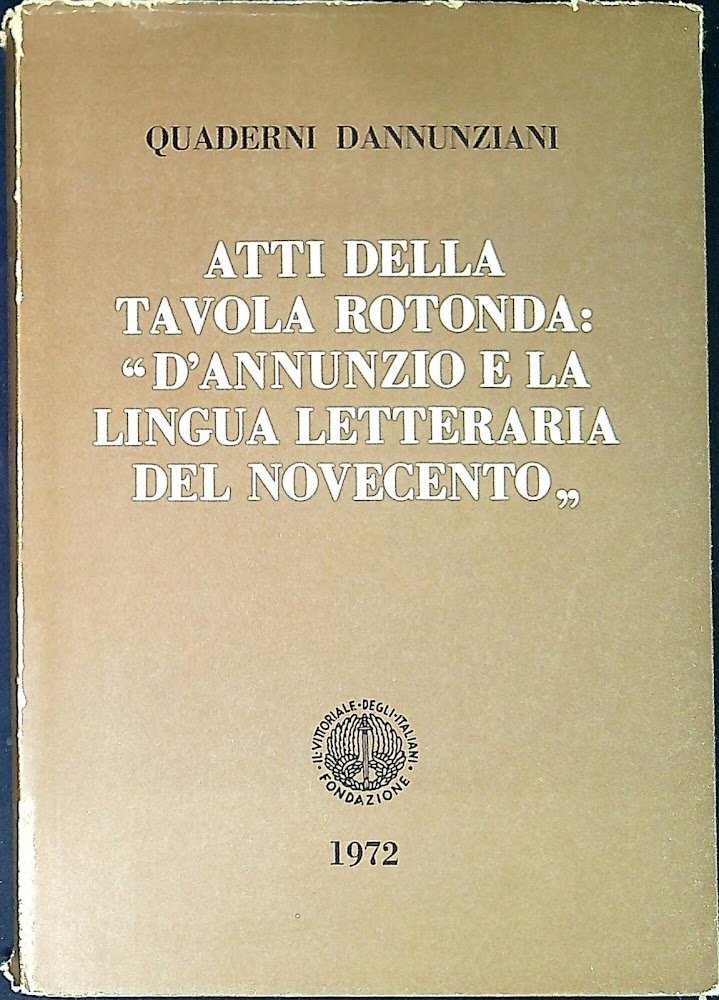 QUADERNI DANNUNZIANI
ATTI DELLA
TAVOLA ROTONDA:
“D’ANNUNZIO E LA
LINGUA LETTERARIA
DEL NOVECENTO„
· IL · VITTORIALE · DEGLI · ITALIANI ·
FONDAZIONE
1972